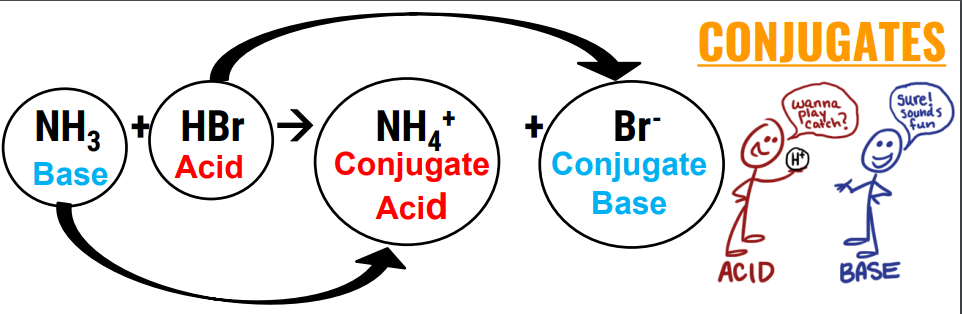 CONJUGATES
NH₃ + HBr → NH₄⁺ + Br⁻
Base Acid Conjugate Acid Conjugate Base
wanna
play
catch?
H⁺
Sure!
sounds
fun
ACID BASE